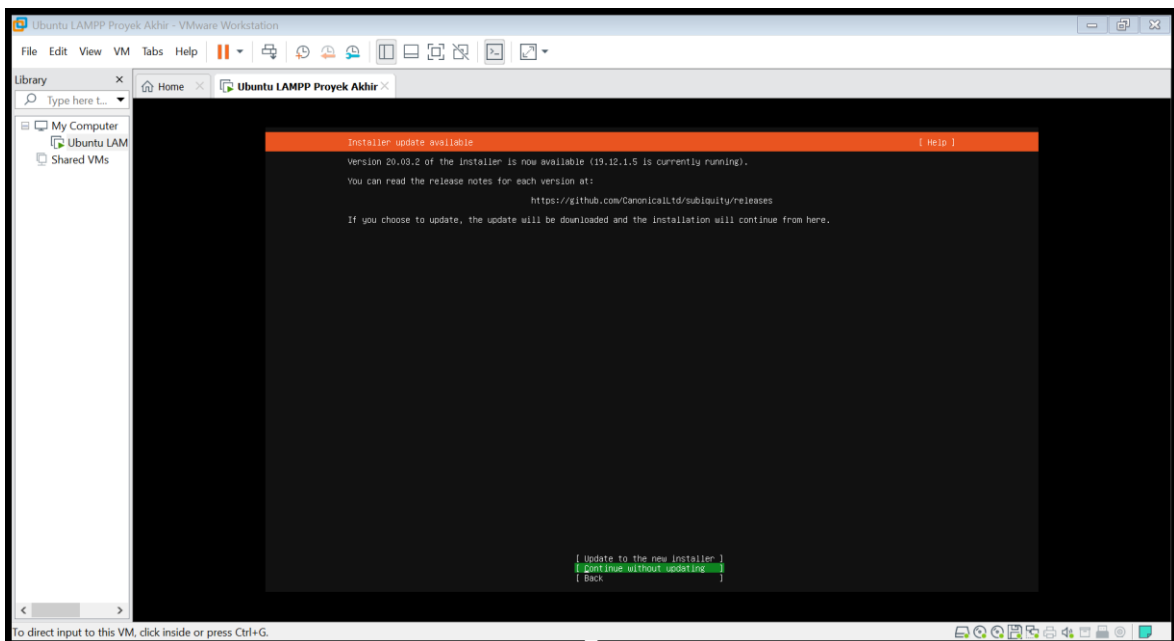 Ubuntu LAMPP Proyek Akhir - VMware Workstation
File Edit View VM Tabs Help
Library
Home
Ubuntu LAMPP Proyek Akhir
Type here t...
My Computer
Ubuntu LAM
Shared VMs
Installer update available [ Help ]
Version 20.03.2 of the installer is now available (19.12.1.5 is currently running).
You can read the release notes for each version at:
https://github.com/CanonicalLtd/subiquity/releases
If you choose to update, the update will be downloaded and the installation will continue from here.
[ Update to the new installer ]
[ Continue without updating ]
[ Back ]
To direct input to this VM, click inside or press Ctrl+G.